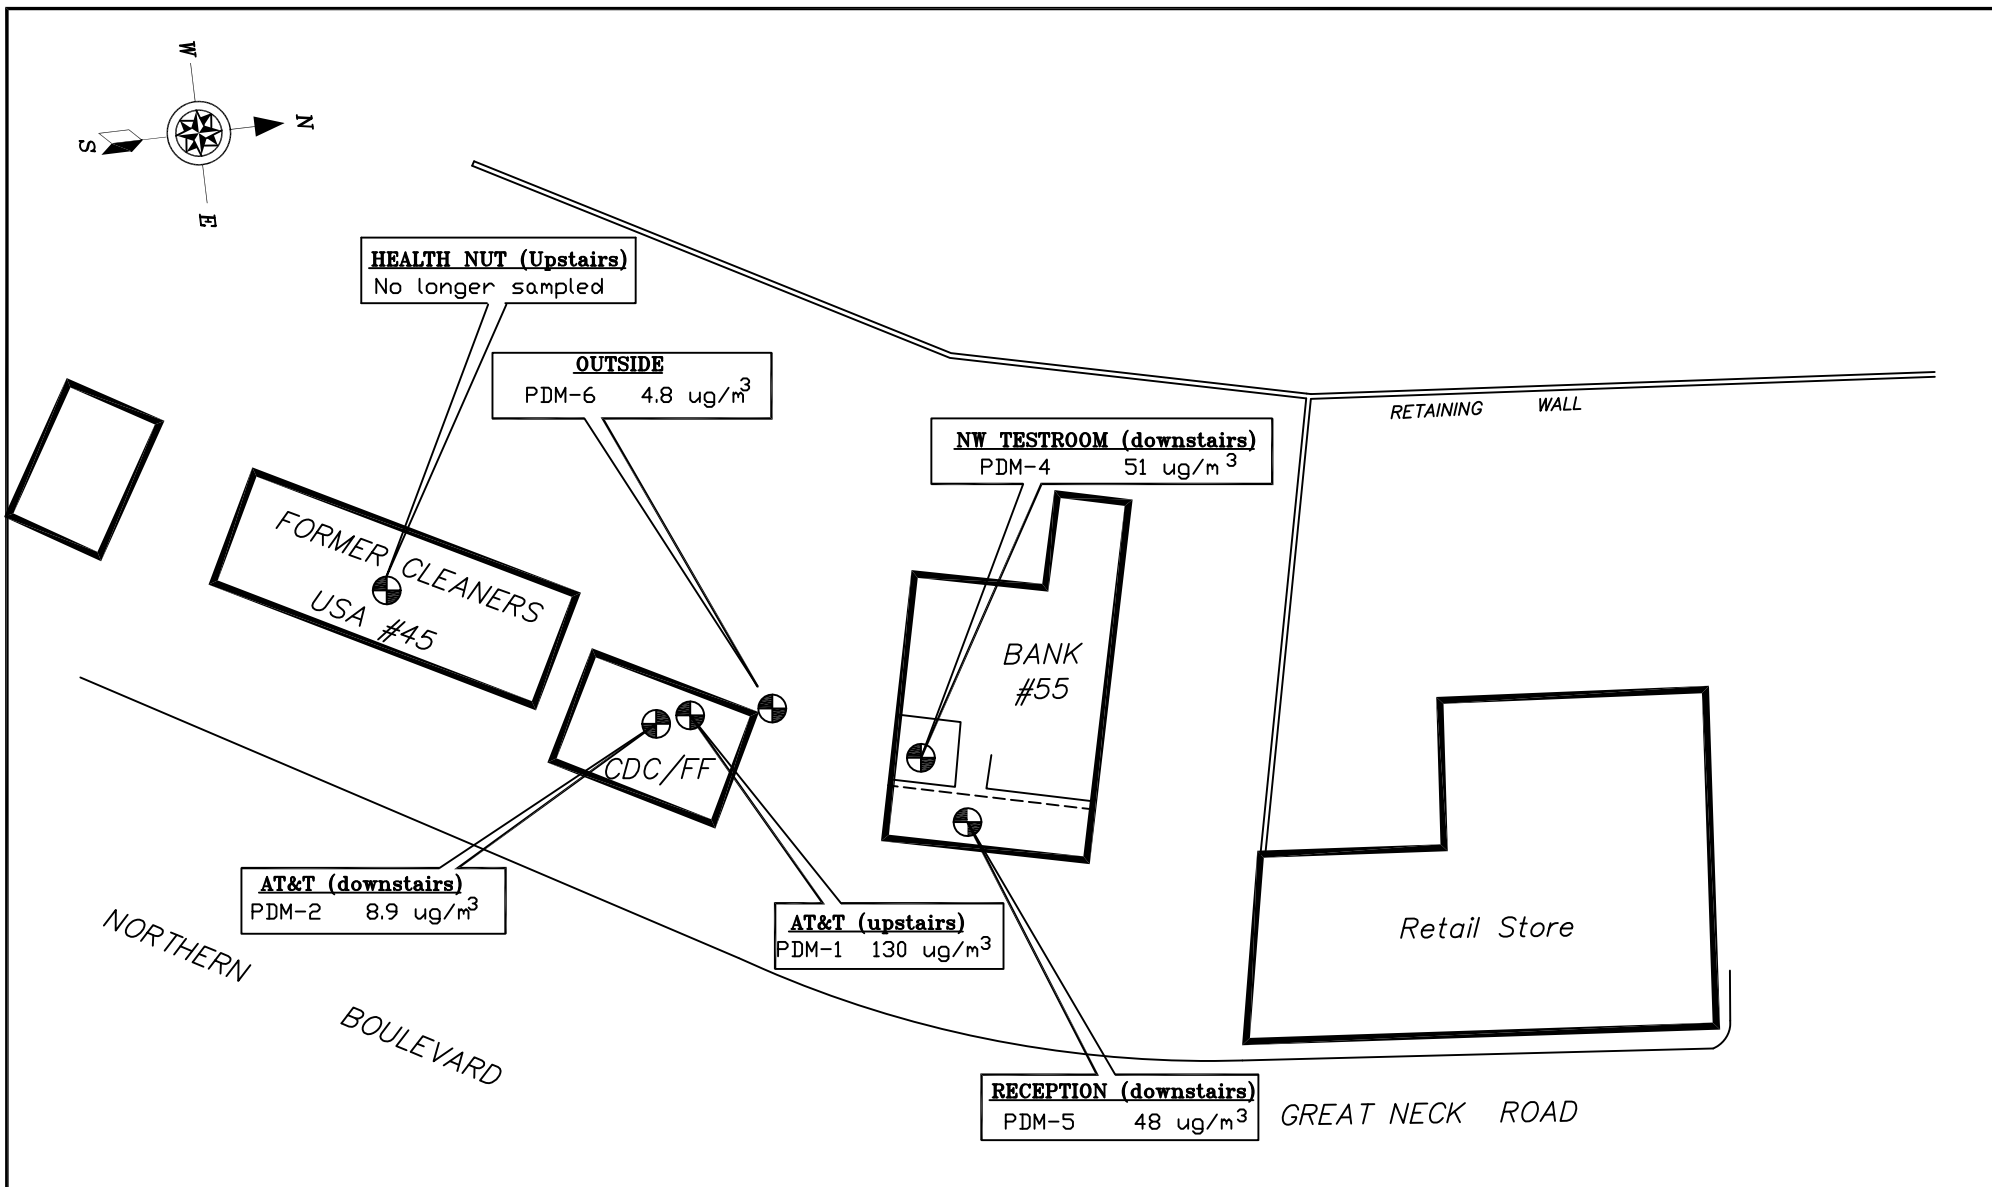 W
N
S
E
HEALTH NUT (Upstairs)
No longer sampled
OUTSIDE
PDM-6 4.8 ug/m³
RETAINING WALL
NW TESTROOM (downstairs)
PDM-4 51 ug/m³
FORMER CLEANERS
USA #45
BANK
#55
CDC/FF
AT&T (downstairs)
PDM-2 8.9 ug/m³
AT&T (upstairs)
PDM-1 130 ug/m³
Retail Store
NORTHERN
BOULEVARD
RECEPTION (downstairs)
PDM-5 48 ug/m³
GREAT NECK ROAD